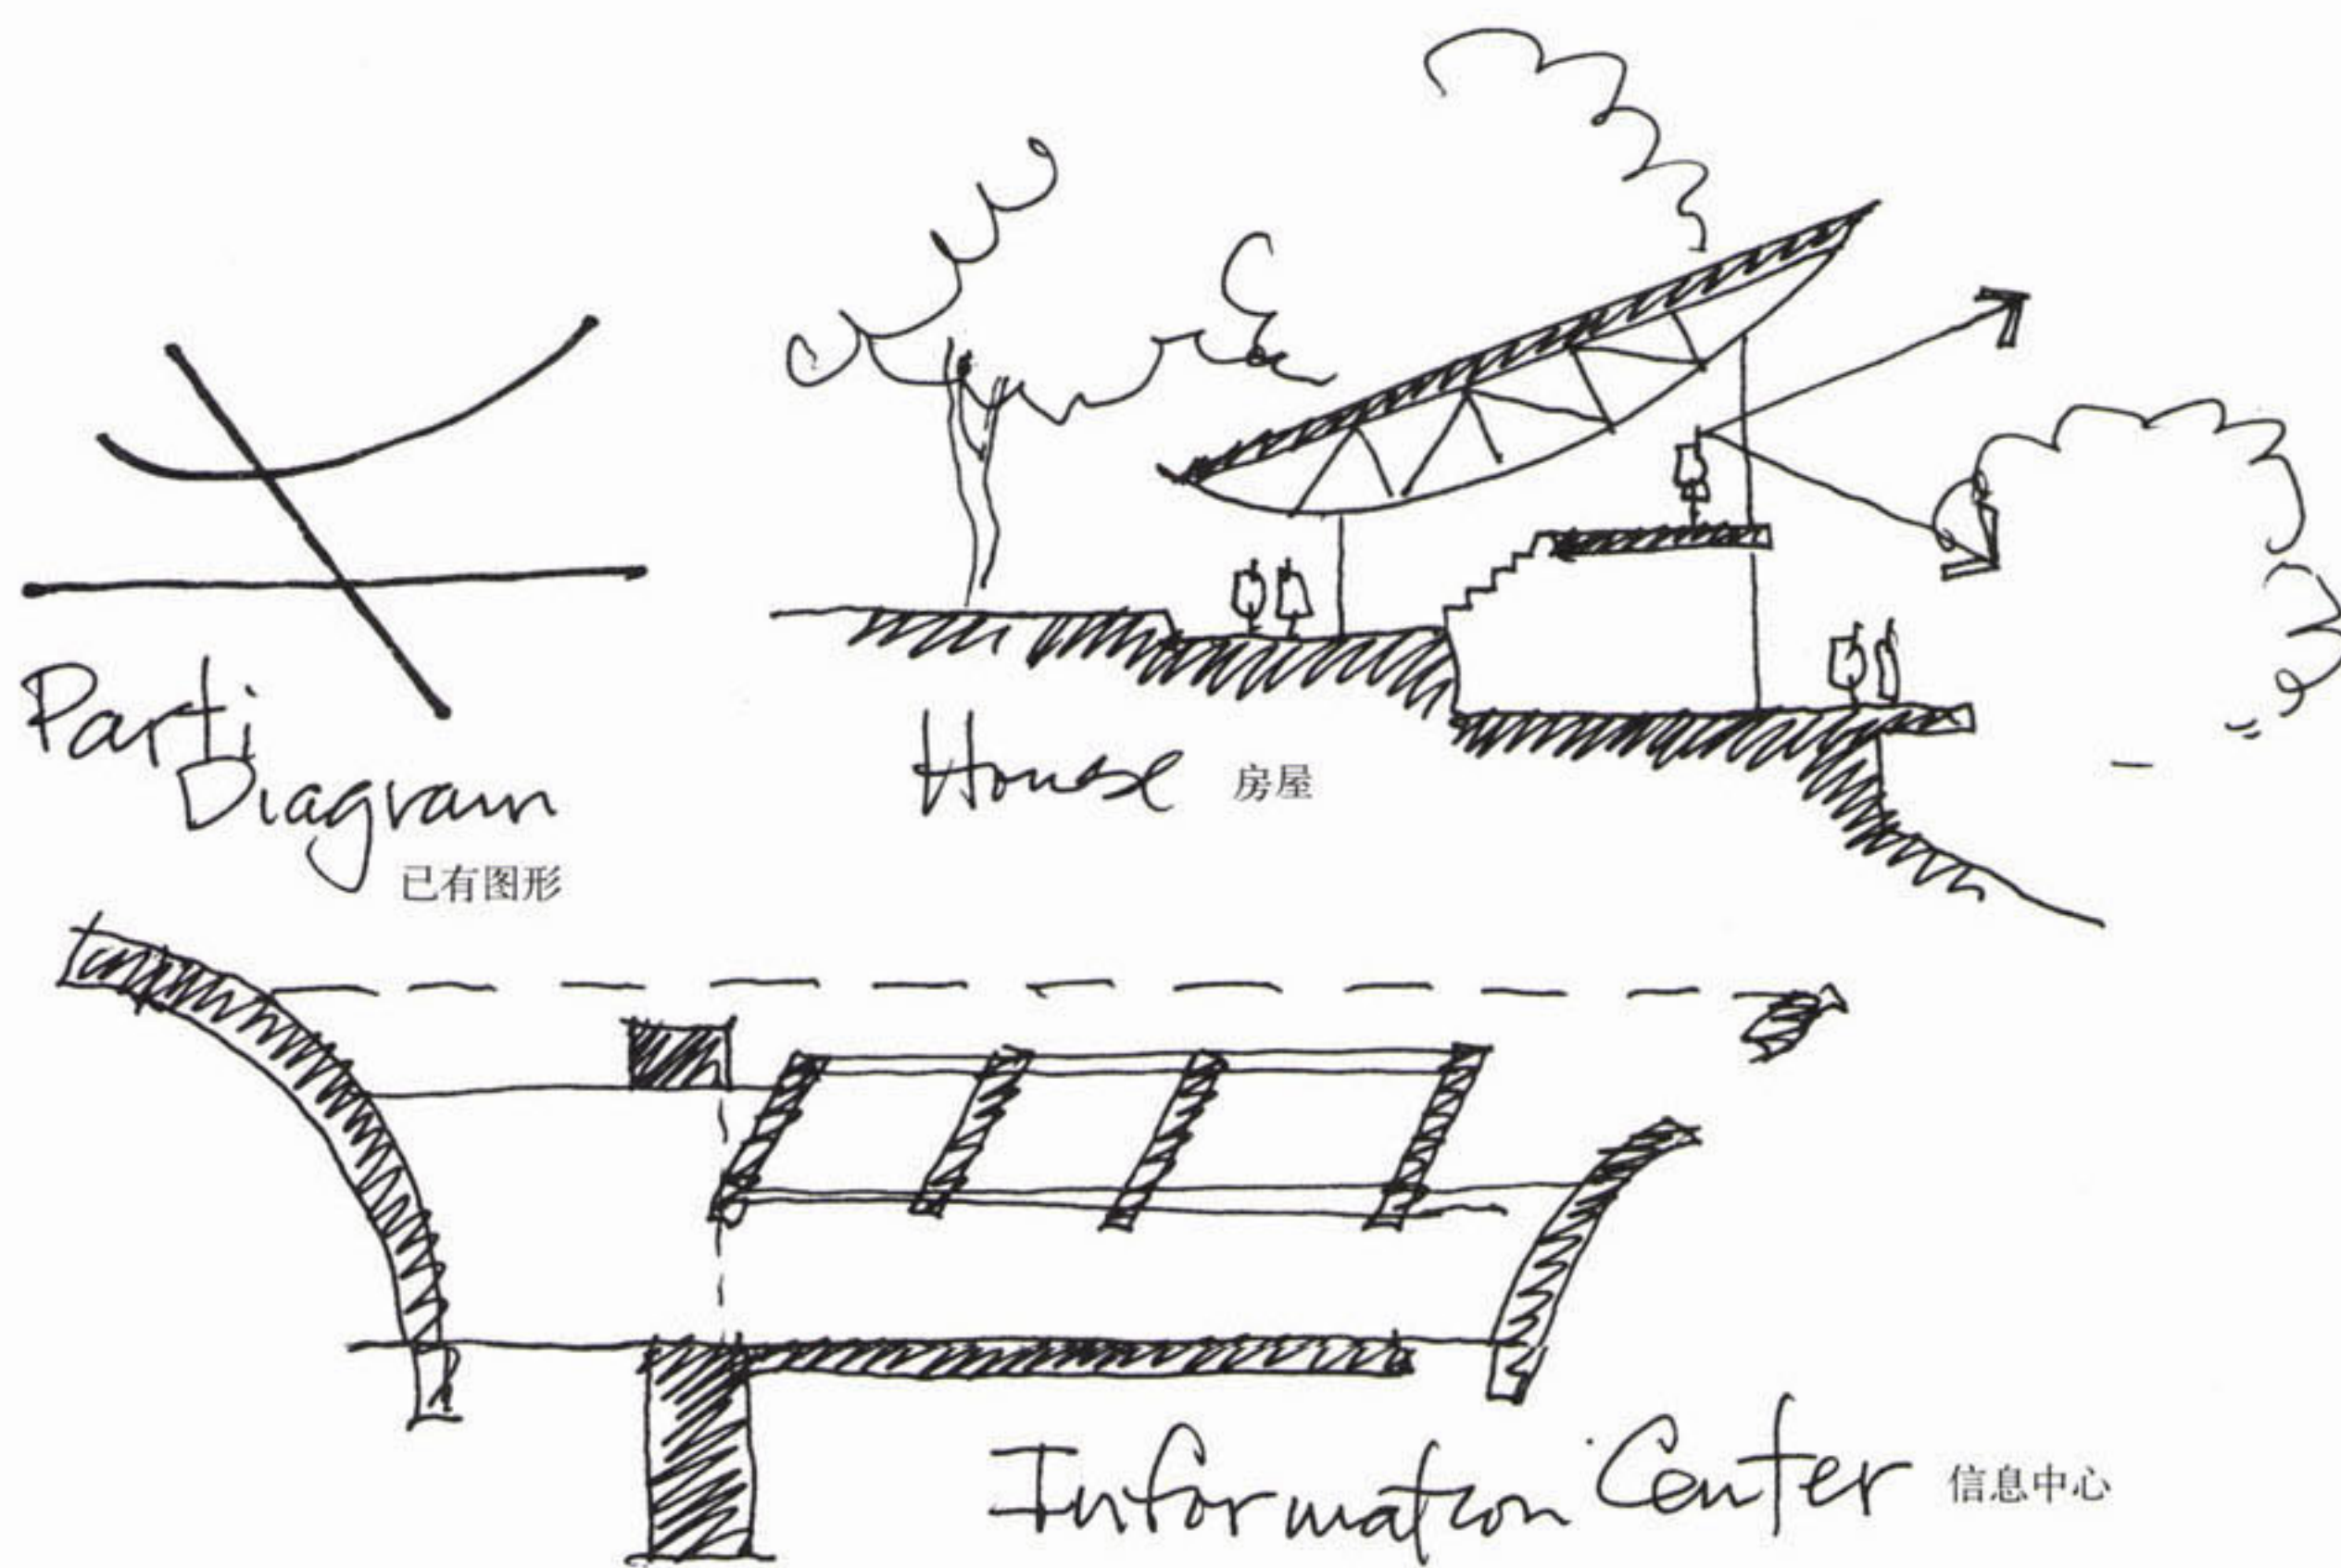 Parti
Diagram
已有图形
House 房屋
Information Center 信息中心